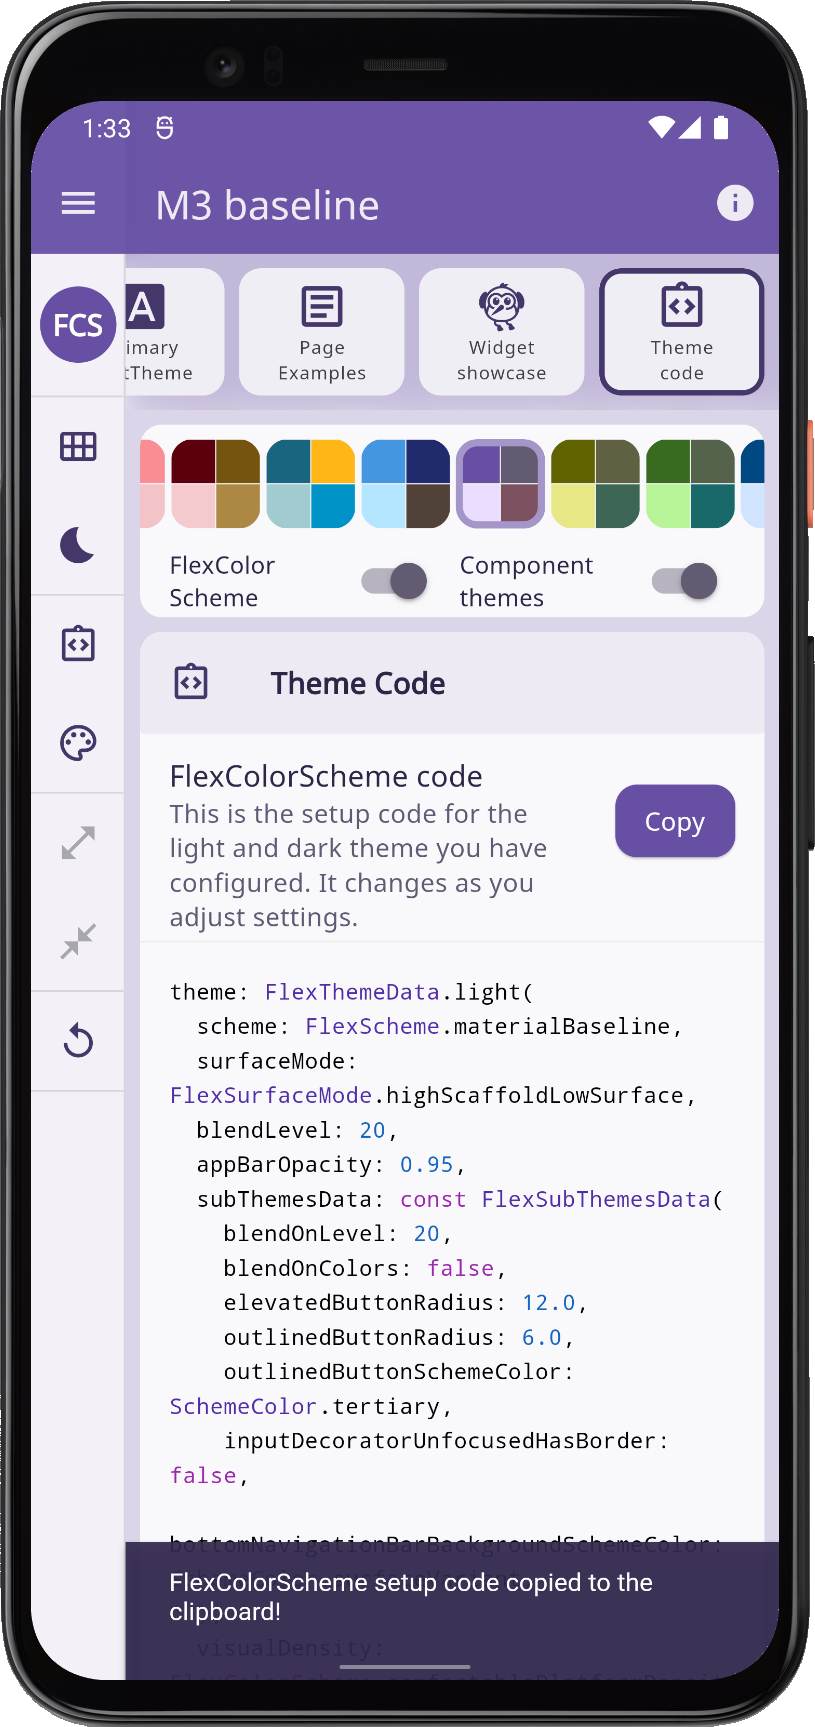 1:33
M3 baseline
FCS
A
imary
tTheme
Page
Examples
Widget
showcase
Theme
code
FlexColor
Scheme
Component
themes
Theme Code
FlexColorScheme code
This is the setup code for the
light and dark theme you have
configured. It changes as you
adjust settings.
Copy
theme: FlexThemeData.light(
scheme: FlexScheme.materialBaseline,
surfaceMode:
FlexSurfaceMode.highScaffoldLowSurface,
blendLevel: 20,
appBarOpacity: 0.95,
subThemesData: const FlexSubThemesData(
blendOnLevel: 20,
blendOnColors: false,
elevatedButtonRadius: 12.0,
outlinedButtonRadius: 6.0,
outlinedButtonSchemeColor:
SchemeColor.tertiary,
inputDecoratorUnfocusedHasBorder:
false,
bottomNavigationBarBackgroundSchemeColor:
FlexColorScheme setup code copied to the
clipboard!
visualDensity: